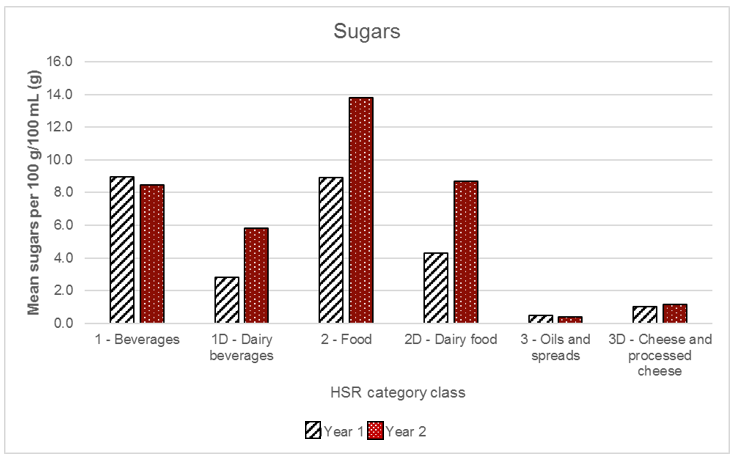 Sugars
Mean sugars per 100 g/100 mL (g)
16.0
14.0
12.0
10.0
8.0
6.0
4.0
2.0
0.0
1 - Beverages
1D - Dairy
beverages
2 - Food
2D - Dairy food
3 - Oils and
spreads
3D - Cheese and
processed
cheese
HSR category class
Year 1
Year 2